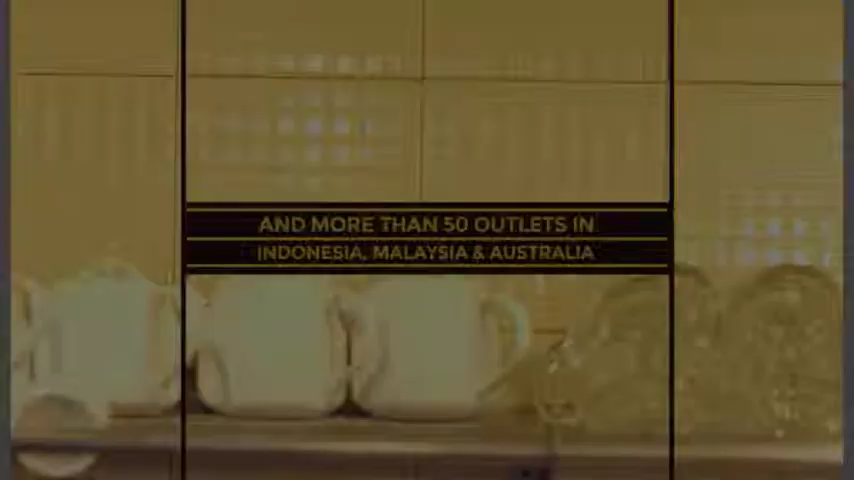 AND MORE THAN 50 OUTLETS IN
INDONESIA, MALAYSIA & AUSTRALIA